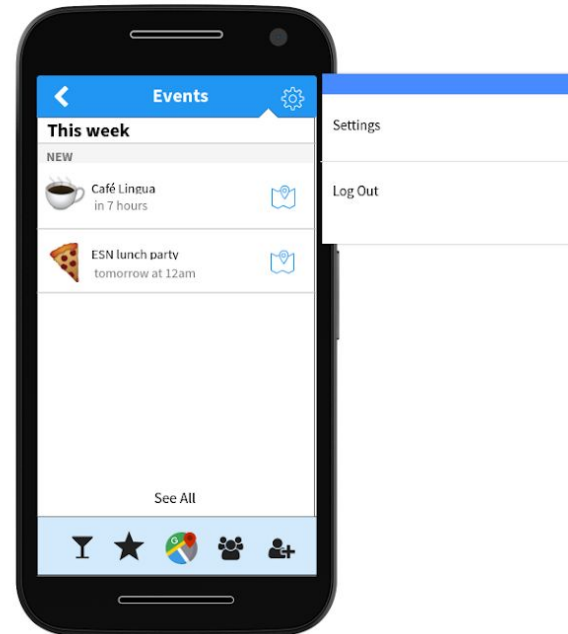 Events
This week
NEW
Café Lingua
in 7 hours
ESN lunch party
tomorrow at 12am
See All
G
Settings
Log Out